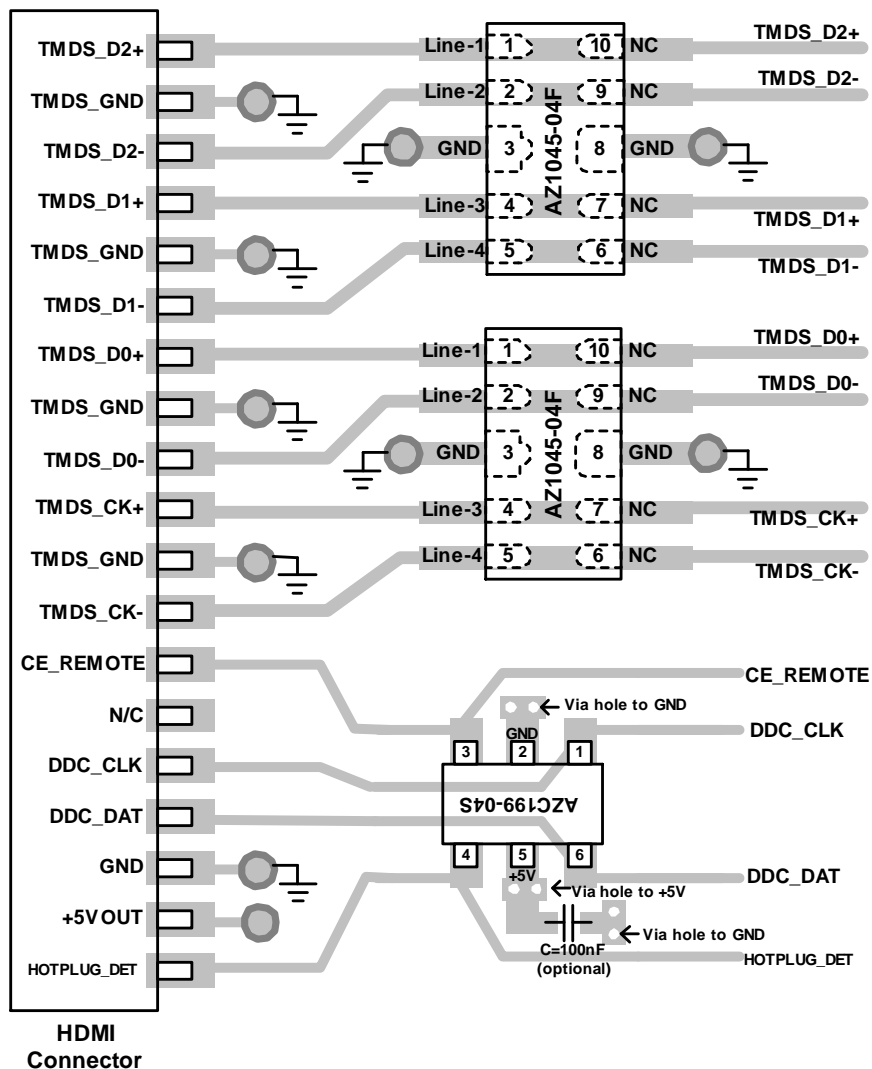 TMDS_D2+
TMDS_GND
TMDS_D2-
TMDS_D1+
TMDS_GND
TMDS_D1-
TMDS_D0+
TMDS_GND
TMDS_D0-
TMDS_CK+
TMDS_GND
TMDS_CK-
CE_REMOTE
N/C
DDC_CLK
DDC_DAT
GND
+5VOUT
HOTPLUG_DET
HDMI
Connector
Line-1 1 10 NC TMDS_D2+
Line-2 2 9 NC TMDS_D2-
GND 3 8 GND
AZ1045-04F
Line-3 4 7 NC TMDS_D1+
Line-4 5 6 NC TMDS_D1-
Line-1 1 10 NC TMDS_D0+
Line-2 2 9 NC TMDS_D0-
GND 3 8 GND
AZ1045-04F
Line-3 4 7 NC TMDS_CK+
Line-4 5 6 NC TMDS_CK-
CE_REMOTE
Via hole to GND
DDC_CLK
GND
3 2 1
AZC199-04S
4 5 6
+5V
DDC_DAT
Via hole to +5V
Via hole to GND
C=100nF
(optional)
HOTPLUG_DET